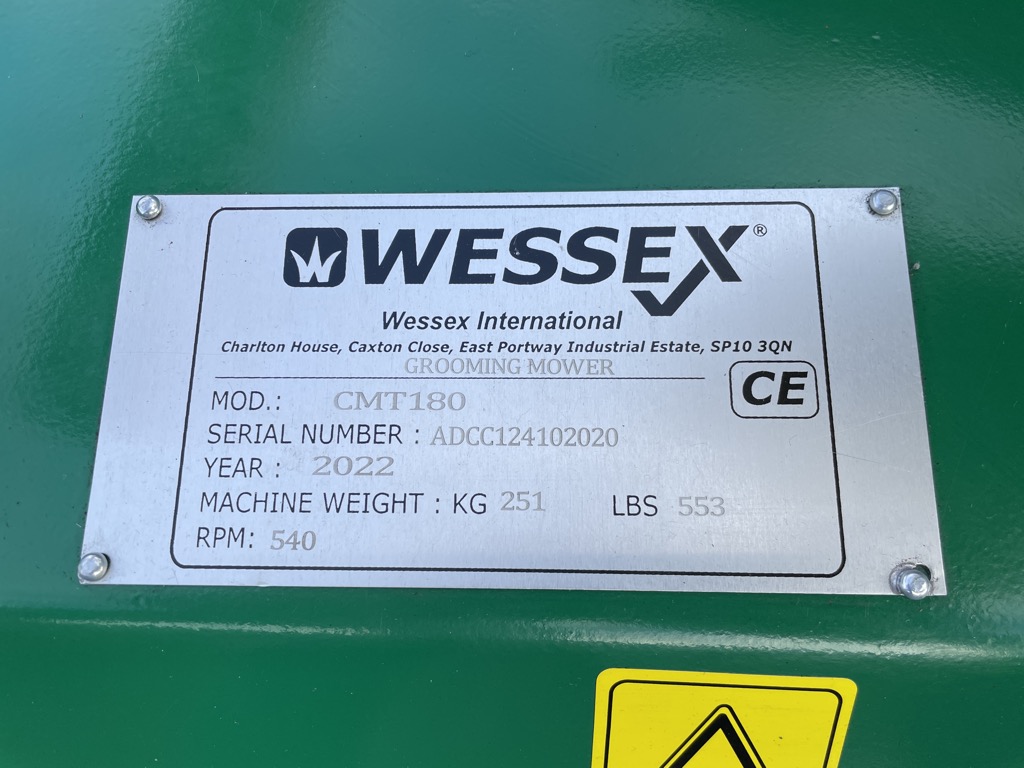 W WESSEX®
Wessex International
Charlton House, Caxton Close, East Portway Industrial Estate, SP10 3QN
GROOMING MOWER
CE
MOD.: CMT180
SERIAL NUMBER : ADCC124102020
YEAR : 2022
MACHINE WEIGHT : KG 251 LBS 553
RPM: 540